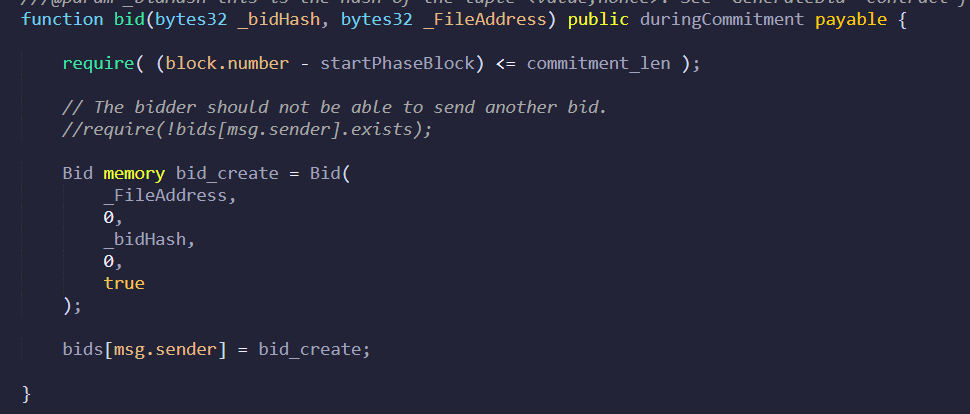 ///@param _bidHash this is the hash of the tuple <value,nonce>. See 'GenerateBid' contract f
function bid(bytes32 _bidHash, bytes32 _FileAddress) public duringCommitment payable {
require( (block.number - startPhaseBlock) <= commitment_len );
// The bidder should not be able to send another bid.
//require(!bids[msg.sender].exists);
Bid memory bid_create = Bid(
_FileAddress,
0,
_bidHash,
0,
true
);
bids[msg.sender] = bid_create;
}